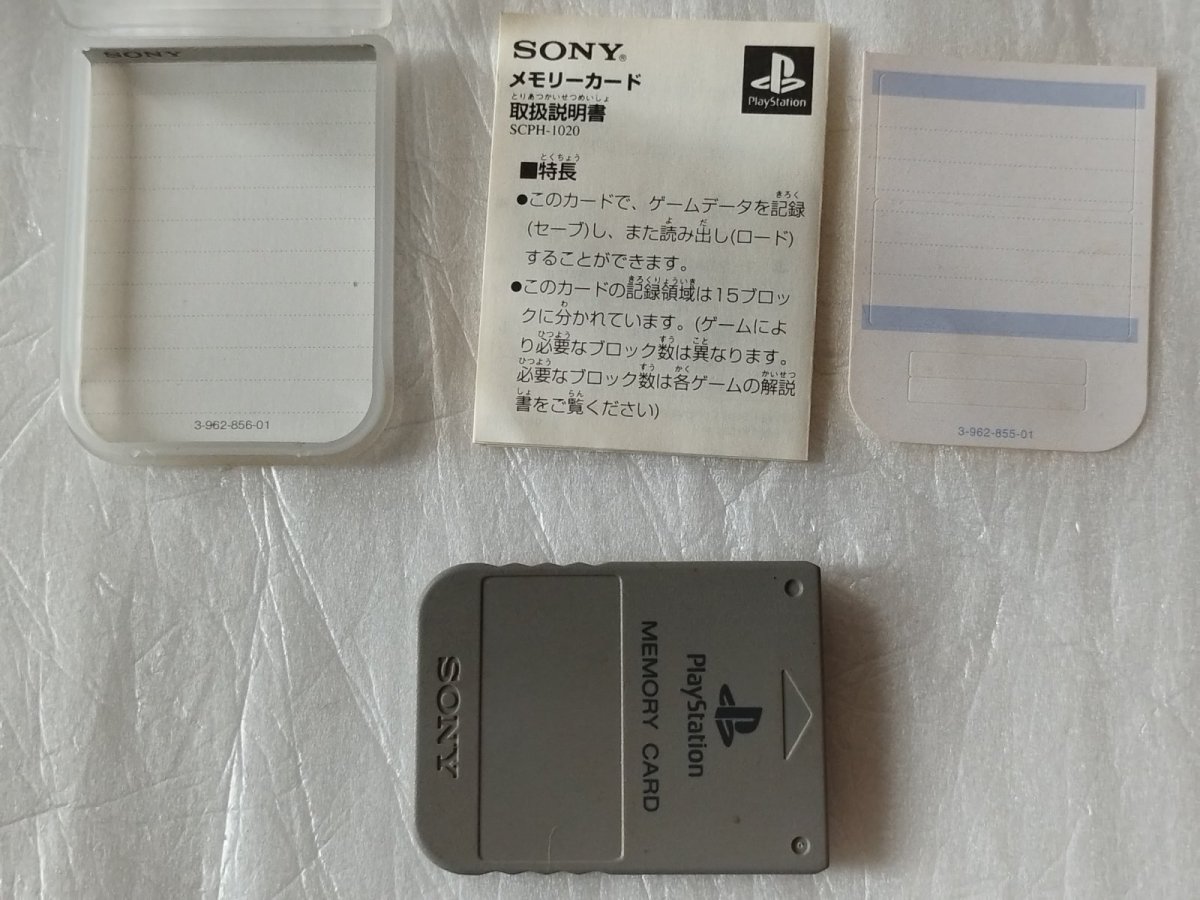 SONY
3-962-856-01
SONY®
メモリーカード
とりあつかいせつめいしょ
取扱説明書
SCPH-1020
PlayStation
とくちょう
■特長
きろく
●このカードで、ゲームデータを記録
よ だ
(セーブ)し、また読み出し(ロード)
することができます。
きろくりょういき
●このカードの記録領域は15ブロッ
わ
クに分かれています。(ゲームによ
ひつよう すう こと
り必要なブロック数は異なります。
ひつよう すう かく かいせつ
必要なブロック数は各ゲームの解説
しょ らん
書をご覧ください)
3-962-855-01
SONY
MEMORY CARD
PlayStation